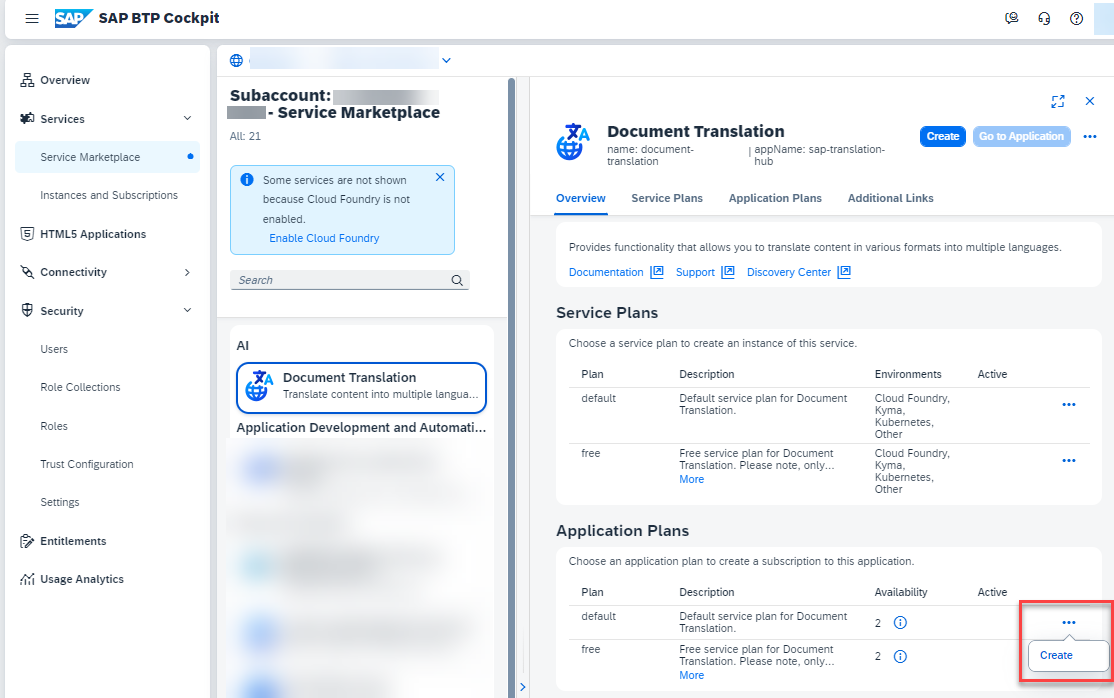 SAP SAP BTP Cockpit
Overview
Services
Service Marketplace
Instances and Subscriptions
HTML5 Applications
Connectivity
Security
Users
Role Collections
Roles
Trust Configuration
Settings
Entitlements
Usage Analytics
Subaccount:
- Service Marketplace
All: 21
Some services are not shown
because Cloud Foundry is not
enabled.
Enable Cloud Foundry
Search
AI
Document Translation
Translate content into multiple langua...
Application Development and Automati...
Document Translation
name: document-
translation
| appName: sap-translation-
hub
Create
Go to Application
Overview
Service Plans
Application Plans
Additional Links
Provides functionality that allows you to translate content in various formats into multiple languages.
Documentation Support Discovery Center
Service Plans
Choose a service plan to create an instance of this service.
Plan Description Environments Active
default
Default service plan for Document
Translation.
Cloud Foundry,
Kyma,
Kubernetes,
Other
free
Free service plan for Document
Translation. Please note, only...
More
Cloud Foundry,
Kyma,
Kubernetes,
Other
Application Plans
Choose an application plan to create a subscription to this application.
Plan Description Availability Active
default
Default service plan for Document
Translation.
2
free
Free service plan for Document
Translation. Please note, only...
More
2
Create